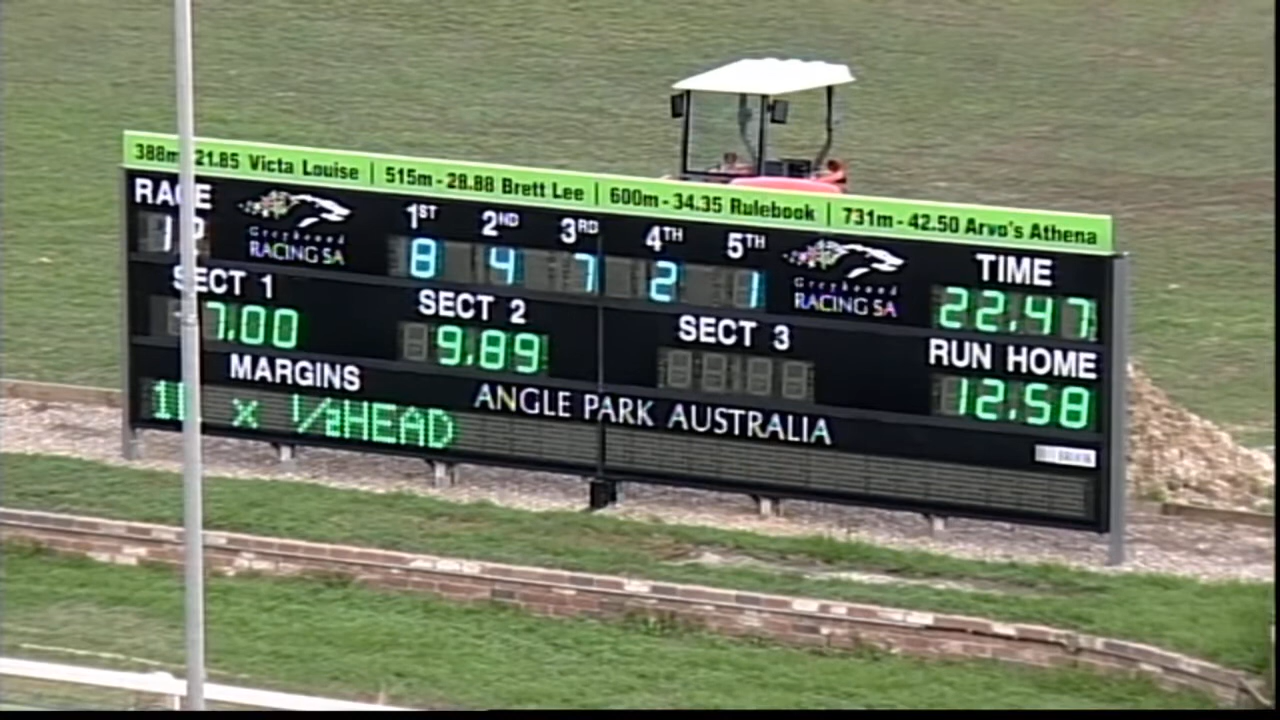 388m - 21.85 Victa Louise | 515m - 28.88 Brett Lee | 600m - 34.35 Rulebook | 731m - 42.50 Arvo's Athena
RACE 1ST 2ND 3RD 4TH 5TH TIME
Greyhound RACING SA 8 4 7 2 1 Greyhound RACING SA 22.47
SECT 1 SECT 2 SECT 3 RUN HOME
7.00 9.89 12.58
MARGINS ANGLE PARK AUSTRALIA
x 1/2HEAD